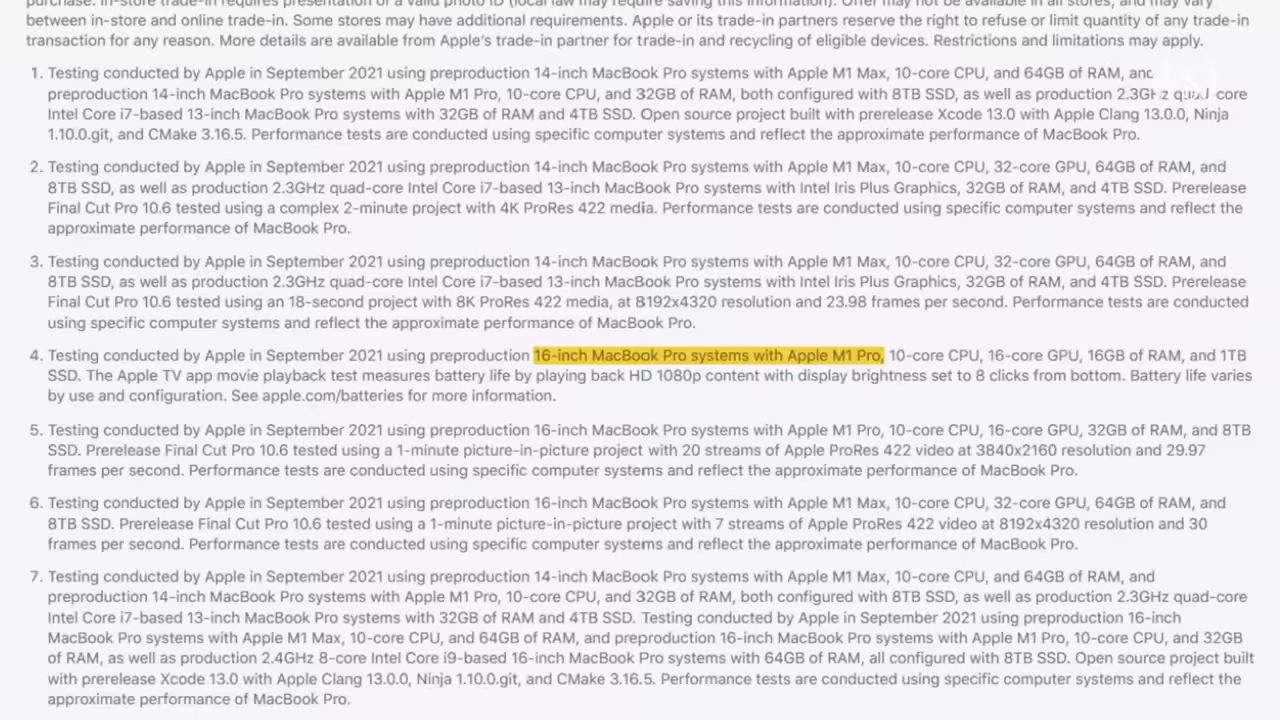 purchase. In-store trade-in requires presentation of a valid photo ID (local law may require saving this information). Offer may not be available in all stores, and may vary
between in-store and online trade-in. Some stores may have additional requirements. Apple or its trade-in partners reserve the right to refuse or limit quantity of any trade-in
transaction for any reason. More details are available from Apple's trade-in partner for trade-in and recycling of eligible devices. Restrictions and limitations may apply.
1. Testing conducted by Apple in September 2021 using preproduction 14-inch MacBook Pro systems with Apple M1 Max, 10-core CPU, and 64GB of RAM, and
preproduction 14-inch MacBook Pro systems with Apple M1 Pro, 10-core CPU, and 32GB of RAM, both configured with 8TB SSD, as well as production 2.3GHz quad-core
Intel Core i7-based 13-inch MacBook Pro systems with 32GB of RAM and 4TB SSD. Open source project built with prerelease Xcode 13.0 with Apple Clang 13.0.0, Ninja
1.10.0.git, and CMake 3.16.5. Performance tests are conducted using specific computer systems and reflect the approximate performance of MacBook Pro.
2. Testing conducted by Apple in September 2021 using preproduction 14-inch MacBook Pro systems with Apple M1 Max, 10-core CPU, 32-core GPU, 64GB of RAM, and
8TB SSD, as well as production 2.3GHz quad-core Intel Core i7-based 13-inch MacBook Pro systems with Intel Iris Plus Graphics, 32GB of RAM, and 4TB SSD. Prerelease
Final Cut Pro 10.6 tested using a complex 2-minute project with 4K ProRes 422 media. Performance tests are conducted using specific computer systems and reflect the
approximate performance of MacBook Pro.
3. Testing conducted by Apple in September 2021 using preproduction 14-inch MacBook Pro systems with Apple M1 Max, 10-core CPU, 32-core GPU, 64GB of RAM, and
8TB SSD, as well as production 2.3GHz quad-core Intel Core i7-based 13-inch MacBook Pro systems with Intel Iris Plus Graphics, 32GB of RAM, and 4TB SSD. Prerelease
Final Cut Pro 10.6 tested using an 18-second project with 8K ProRes 422 media, at 8192x4320 resolution and 23.98 frames per second. Performance tests are conducted
using specific computer systems and reflect the approximate performance of MacBook Pro.
4. Testing conducted by Apple in September 2021 using preproduction 16-inch MacBook Pro systems with Apple M1 Pro, 10-core CPU, 16-core GPU, 16GB of RAM, and 1TB
SSD. The Apple TV app movie playback test measures battery life by playing back HD 1080p content with display brightness set to 8 clicks from bottom. Battery life varies
by use and configuration. See apple.com/batteries for more information.
5. Testing conducted by Apple in September 2021 using preproduction 16-inch MacBook Pro systems with Apple M1 Pro, 10-core CPU, 16-core GPU, 32GB of RAM, and 8TB
SSD. Prerelease Final Cut Pro 10.6 tested using a 1-minute picture-in-picture project with 20 streams of Apple ProRes 422 video at 3840x2160 resolution and 29.97
frames per second. Performance tests are conducted using specific computer systems and reflect the approximate performance of MacBook Pro.
6. Testing conducted by Apple in September 2021 using preproduction 16-inch MacBook Pro systems with Apple M1 Max, 10-core CPU, 32-core GPU, 64GB of RAM, and
8TB SSD. Prerelease Final Cut Pro 10.6 tested using a 1-minute picture-in-picture project with 7 streams of Apple ProRes 422 video at 8192x4320 resolution and 30
frames per second. Performance tests are conducted using specific computer systems and reflect the approximate performance of MacBook Pro.
7. Testing conducted by Apple in September 2021 using preproduction 14-inch MacBook Pro systems with Apple M1 Max, 10-core CPU, and 64GB of RAM, and
preproduction 14-inch MacBook Pro systems with Apple M1 Pro, 10-core CPU, and 32GB of RAM, both configured with 8TB SSD, as well as production 2.3GHz quad-core
Intel Core i7-based 13-inch MacBook Pro systems with 32GB of RAM and 4TB SSD. Testing conducted by Apple in September 2021 using preproduction 16-inch
MacBook Pro systems with Apple M1 Max, 10-core CPU, and 64GB of RAM, and preproduction 16-inch MacBook Pro systems with Apple M1 Pro, 10-core CPU, and 32GB
of RAM, as well as production 2.4GHz 8-core Intel Core i9-based 16-inch MacBook Pro systems with 64GB of RAM, all configured with 8TB SSD. Open source project built
with prerelease Xcode 13.0 with Apple Clang 13.0.0, Ninja 1.10.0.git, and CMake 3.16.5. Performance tests are conducted using specific computer systems and reflect the
approximate performance of MacBook Pro.